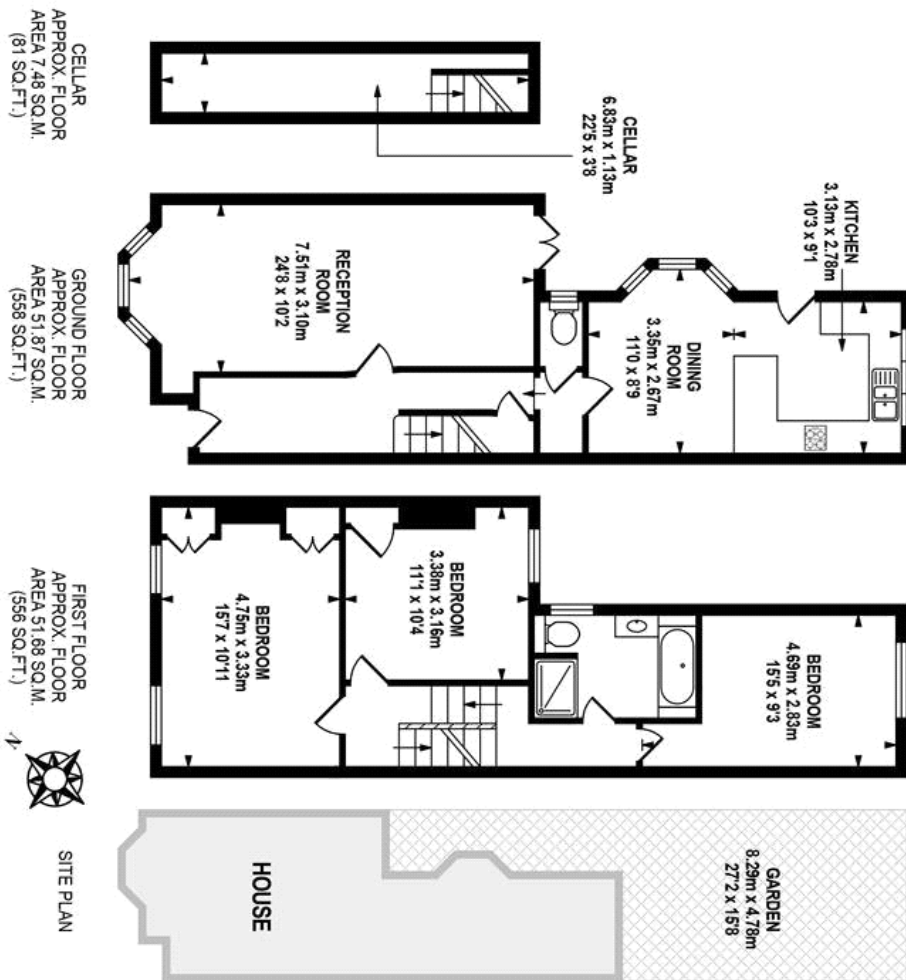 CELLAR
APPROX. FLOOR
AREA 7.48 SQ.M.
(81 SQ.FT.)
CELLAR
6.83m x 1.13m
22'5 x 3'8
GROUND FLOOR
APPROX. FLOOR
AREA 51.87 SQ.M.
(558 SQ.FT.)
RECEPTION
ROOM
7.51m x 3.10m
24'8 x 10'2
DINING
ROOM
3.35m x 2.67m
11'0 x 8'9
KITCHEN
3.13m x 2.78m
10'3 x 9'1
FIRST FLOOR
APPROX. FLOOR
AREA 51.68 SQ.M.
(556 SQ.FT.)
BEDROOM
4.75m x 3.33m
15'7 x 10'11
BEDROOM
3.38m x 3.16m
11'1 x 10'4
BEDROOM
4.69m x 2.83m
15'5 x 9'3
N
SITE PLAN
HOUSE
GARDEN
8.29m x 4.78m
27'2 x 15'8